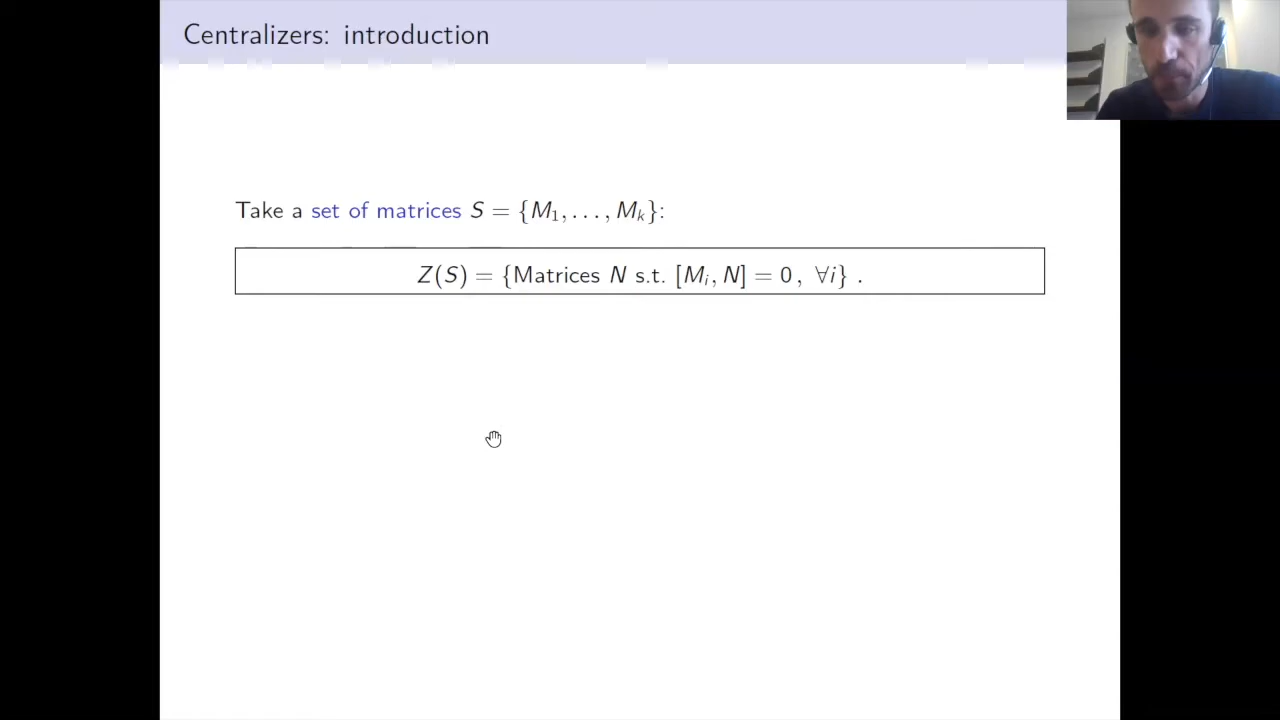 Centralizers: introduction
Take a set of matrices S = {M₁, . . . , Mₖ}:
Z(S) = {Matrices N s.t. [Mᵢ, N] = 0 , ∀i} .